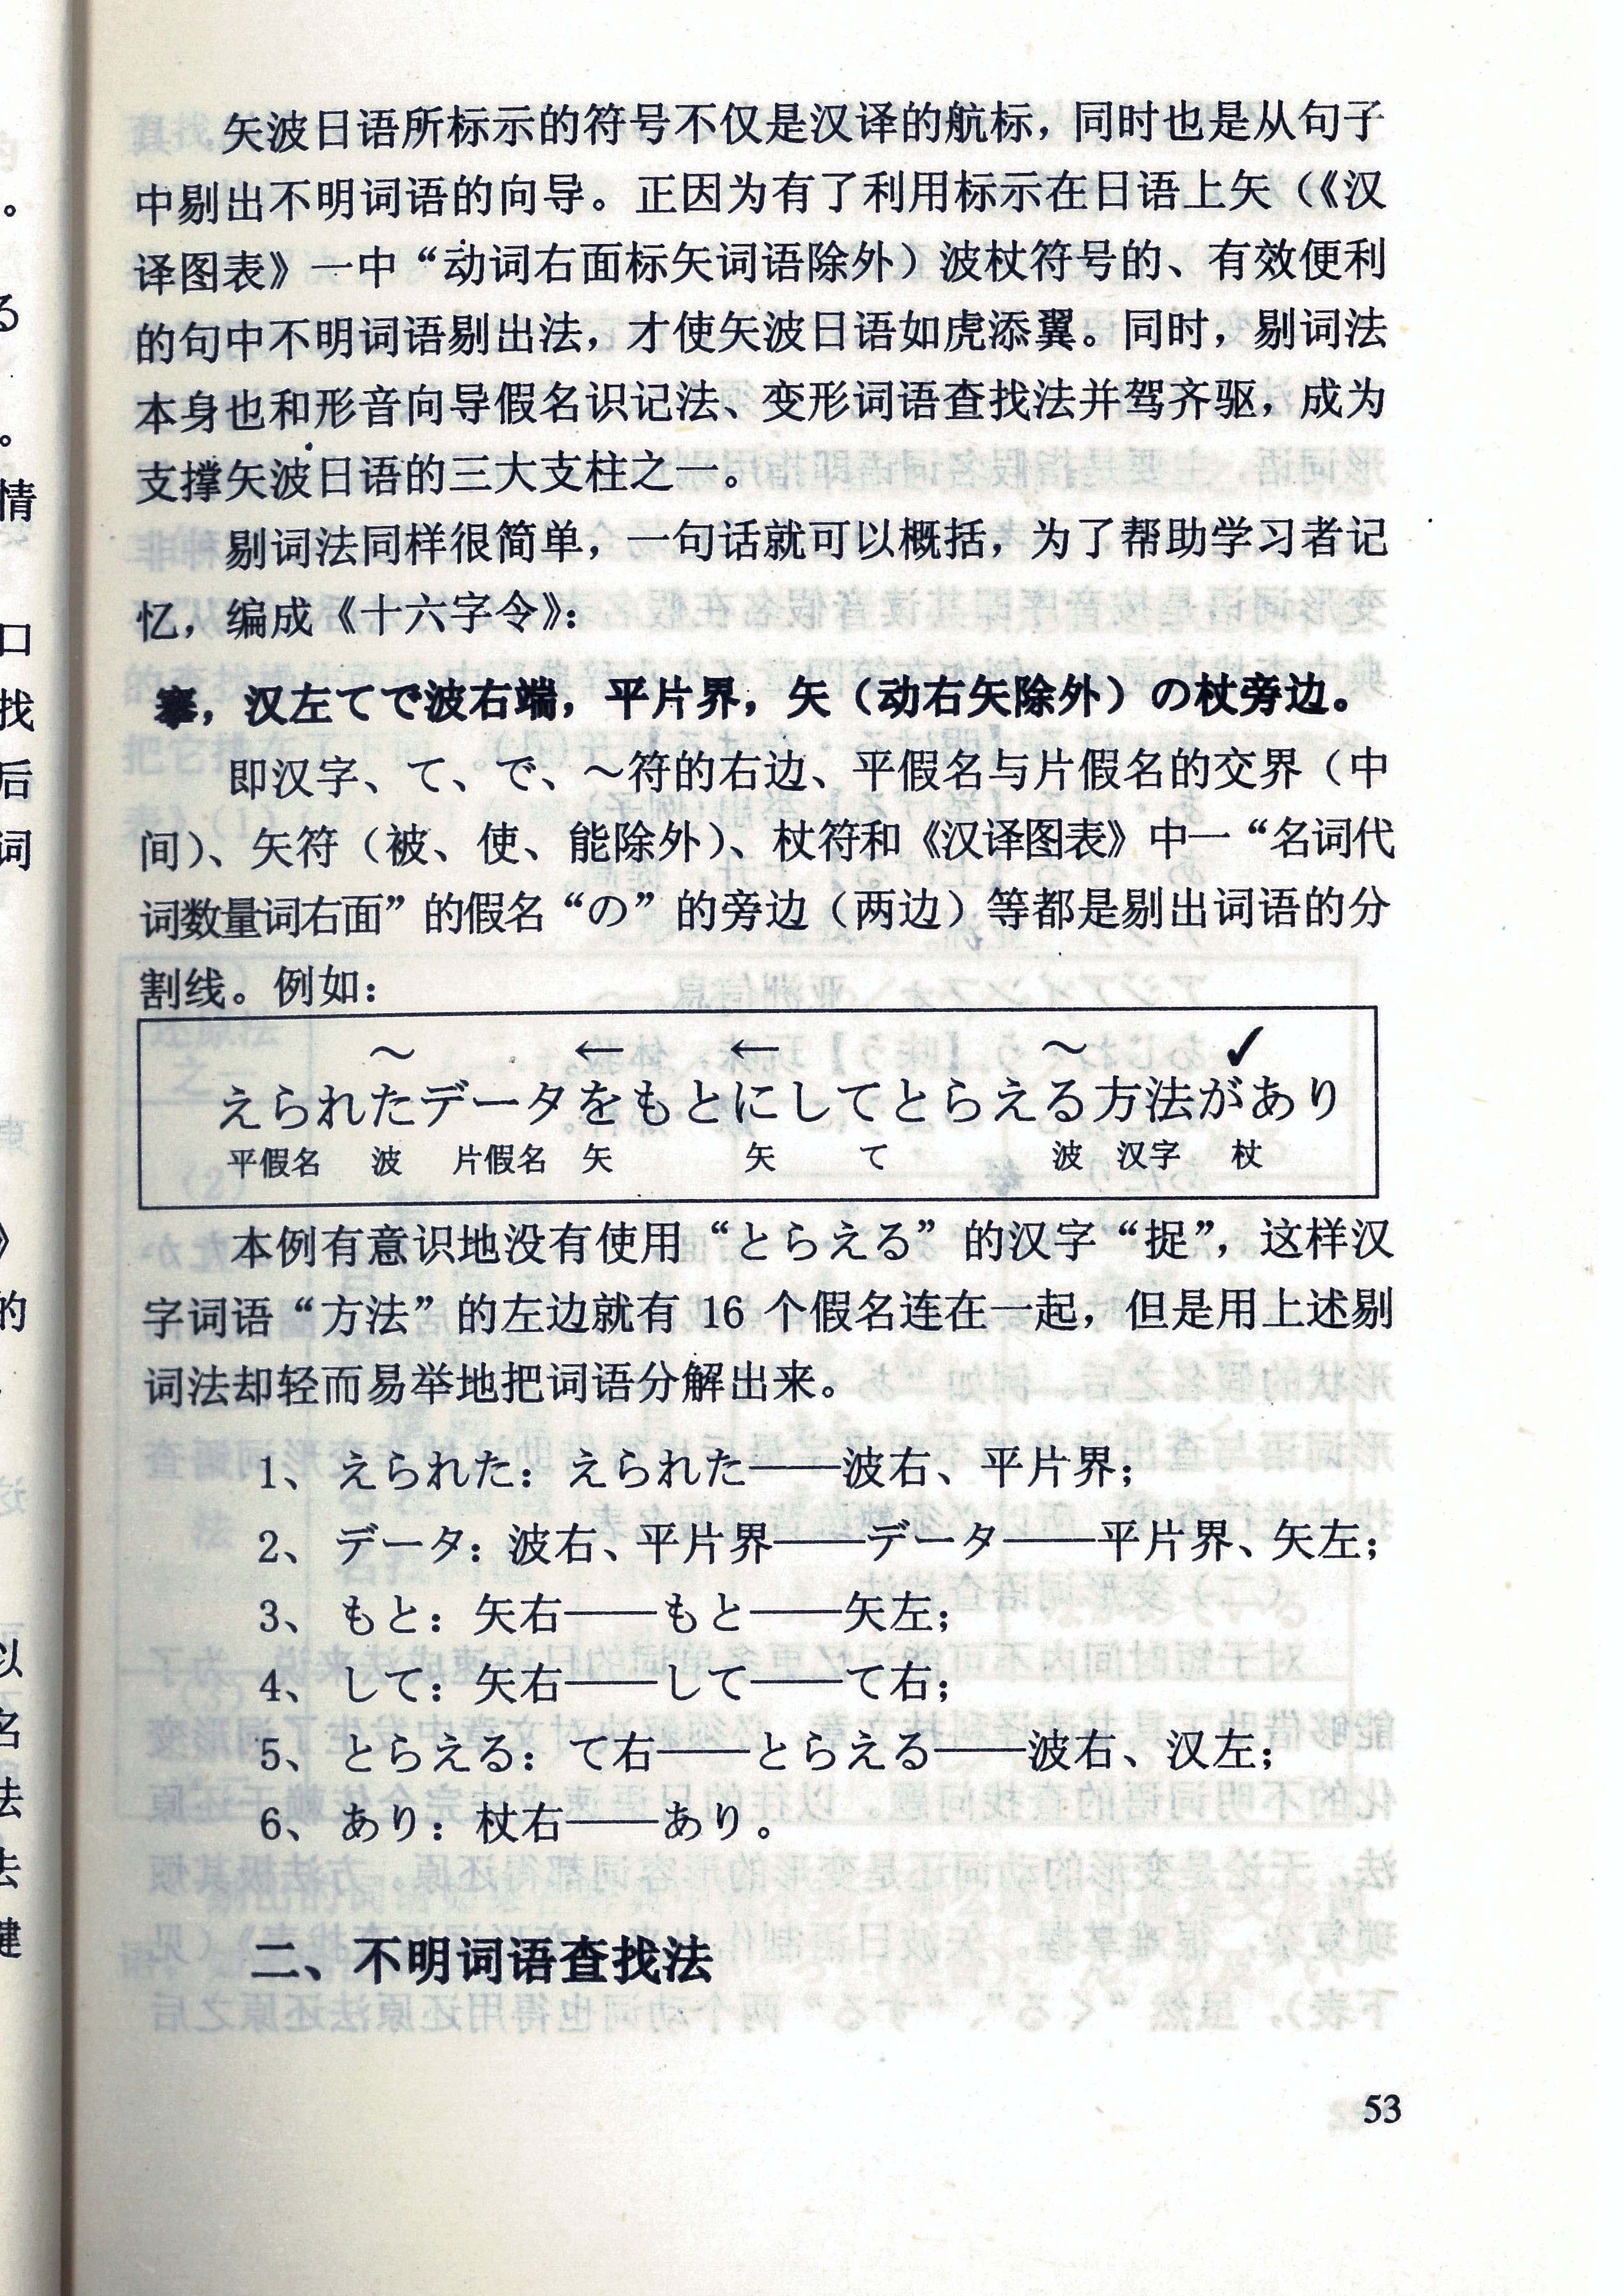 矢波日语所标示的符号不仅是汉译的航标，同时也是从句子
中剔出不明词语的向导。正因为有了利用标示在日语上矢（《汉
译图表》一中“动词右面标矢词语除外）波杖符号的、有效便利
的句中不明词语剔出法，才使矢波日语如虎添翼。同时，剔词法
本身也和形音向导假名识记法、变形词语查找法并驾齐驱，成为
支撑矢波日语的三大支柱之一。
剔词法同样很简单，一句话就可以概括，为了帮助学习者记
忆，编成《十六字令》：
，汉左てで波右端，平片界，矢（动右矢除外）の杖旁边。
即汉字、て、で、～符的右边、平假名与片假名的交界（中
间）、矢符（被、使、能除外）、杖符和《汉译图表》中一“名词代
词数量词右面”的假名“の”的旁边（两边）等都是剔出词语的分
割线。例如：
～ ← ← ～ ✓
えられたデータをもとにしてとらえる方法があり
平假名 波 片假名 矢 矢 て 波 汉字 杖
本例有意识地没有使用“とらえる”的汉字“捉”，这样汉
字词语“方法”的左边就有 16 个假名连在一起，但是用上述剔
词法却轻而易举地把词语分解出来。
1、えられた：えられた——波右、平片界；
2、データ：波右、平片界——データ——平片界、矢左；
3、もと：矢右——もと——矢左；
4、して：矢右——して——て右；
5、とらえる：て右——とらえる——波右、汉左；
6、あり：杖右——あり。
二、不明词语查找法
53
る
情
口
找
后
词
》
的
以
名
法
法
键